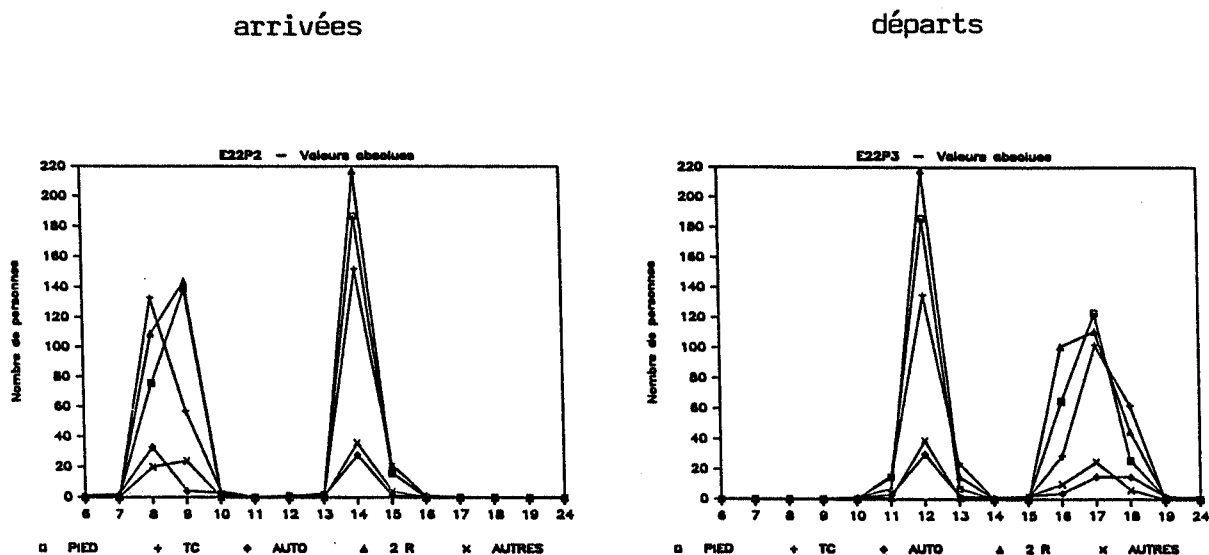 arrivées
départs
E22P2 — Valeurs absolues
Nombre de personnes
220
200
180
160
140
120
100
80
60
40
20
0
6 7 8 9 10 11 12 13 14 15 16 17 18 19 24
□ PIED + TC ◆ AUTO ▲ 2 R × AUTRES
E22P3 — Valeurs absolues
Nombre de personnes
220
200
180
160
140
120
100
80
60
40
20
0
6 7 8 9 10 11 12 13 14 15 16 17 18 19 24
□ PIED + TC ◆ AUTO ▲ 2 R × AUTRES